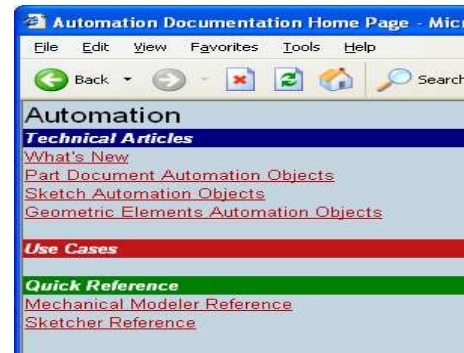 Automation Documentation Home Page - Micr
File Edit View Favorites Tools Help
Back Search
Automation
Technical Articles
What's New
Part Document Automation Objects
Sketch Automation Objects
Geometric Elements Automation Objects
Use Cases
Quick Reference
Mechanical Modeler Reference
Sketcher Reference